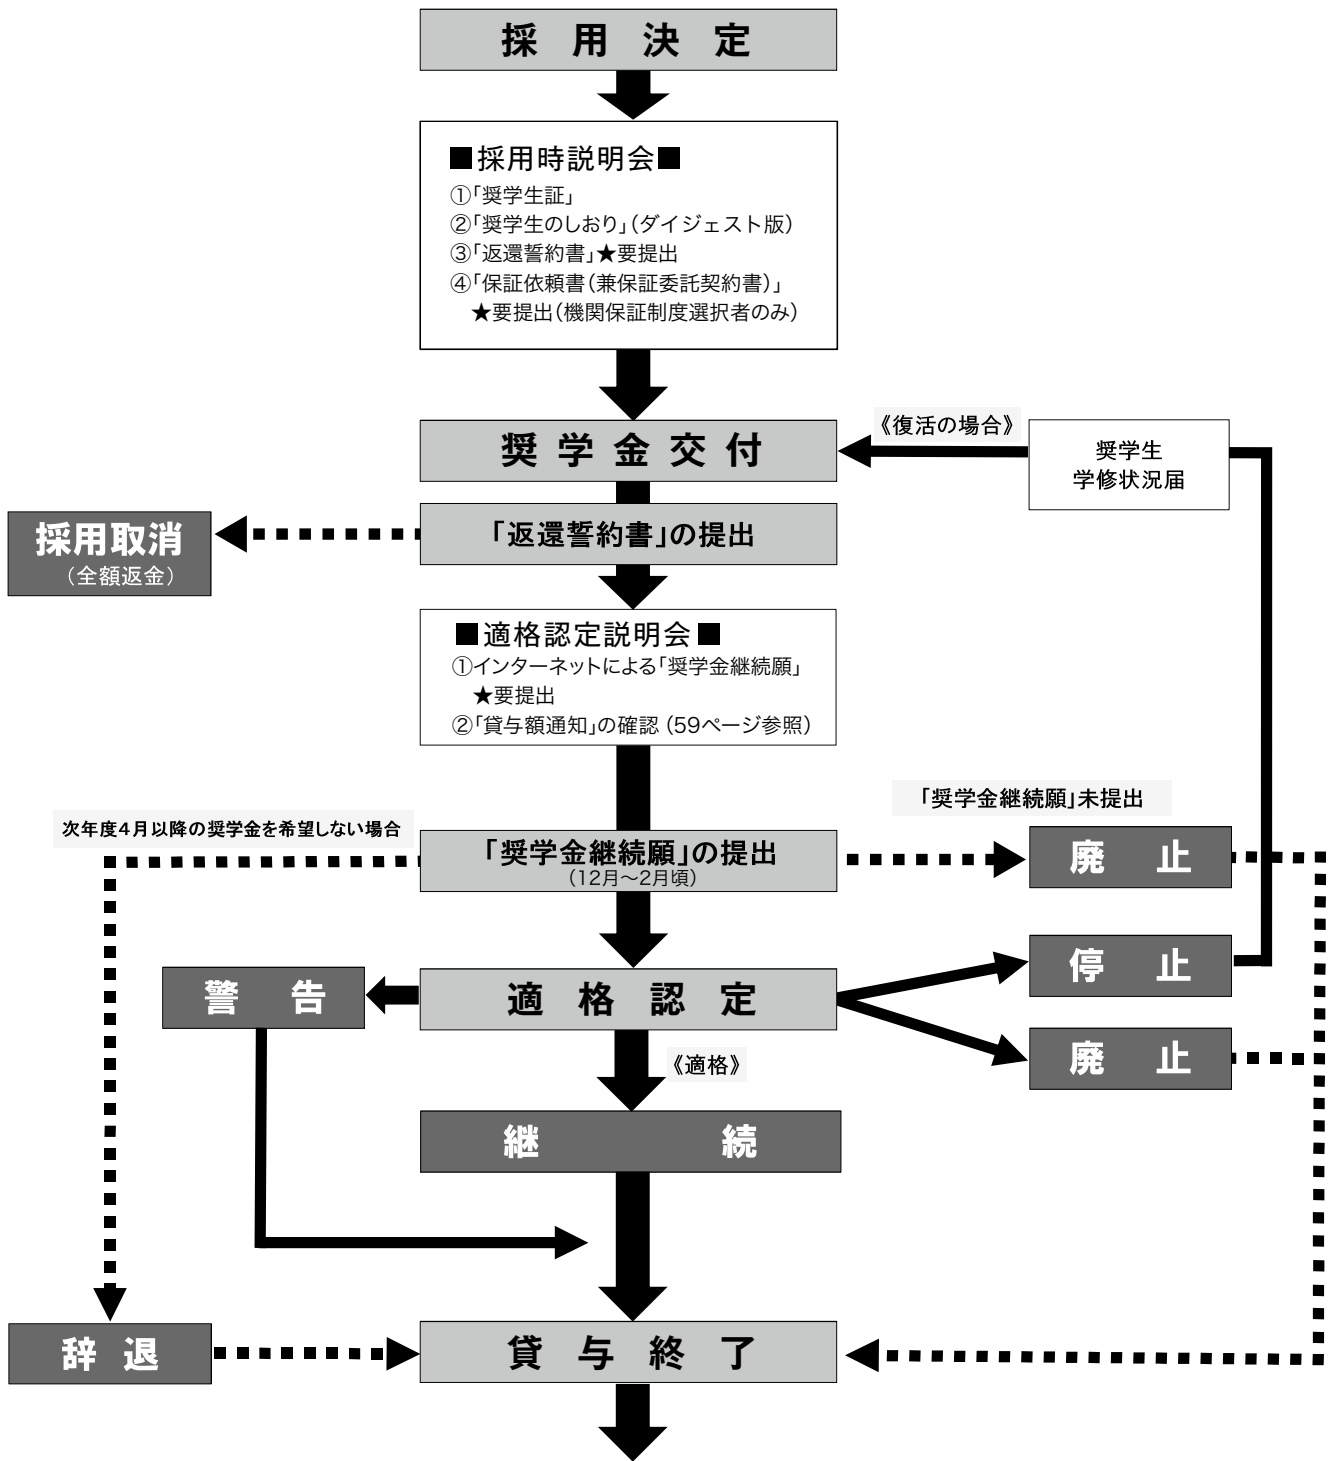 採用決定
■採用時説明会■
①「奨学生証」
②「奨学生のしおり」（ダイジェスト版）
③「返還誓約書」★要提出
④「保証依頼書（兼保証委託契約書）」
★要提出（機関保証制度選択者のみ）
奨学金交付
《復活の場合》
奨学生
学修状況届
「返還誓約書」の提出
採用取消
（全額返金）
■適格認定説明会■
①インターネットによる「奨学金継続願」
★要提出
②「貸与額通知」の確認（59ページ参照）
次年度4月以降の奨学金を希望しない場合
「奨学金継続願」の提出
（12月～2月頃）
「奨学金継続願」未提出
廃止
停止
警告
適格認定
廃止
《適格》
継続
辞退
貸与終了